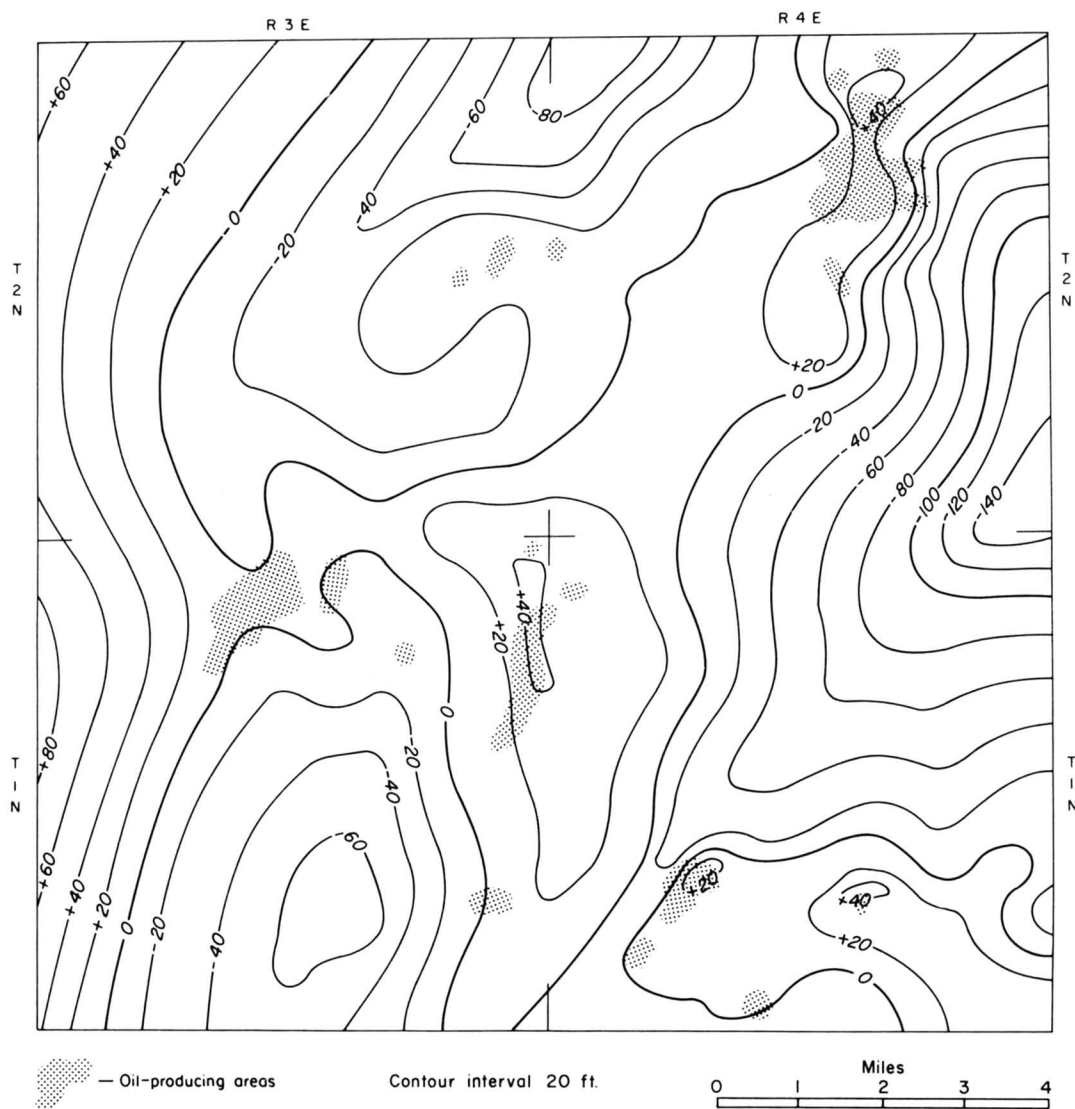 R 3 E
R 4 E
+60
+40
+20
0
-20
-40
-60
-80
+40
T
2
N
T
2
N
+20
0
-20
-40
-60
-80
-100
-120
-140
+40
+20
0
-20
-40
-60
+80
+60
+40
+20
0
-20
-40
T
1
N
T
1
N
+20
+40
+20
0
— Oil-producing areas
Contour interval 20 ft.
Miles
0 1 2 3 4